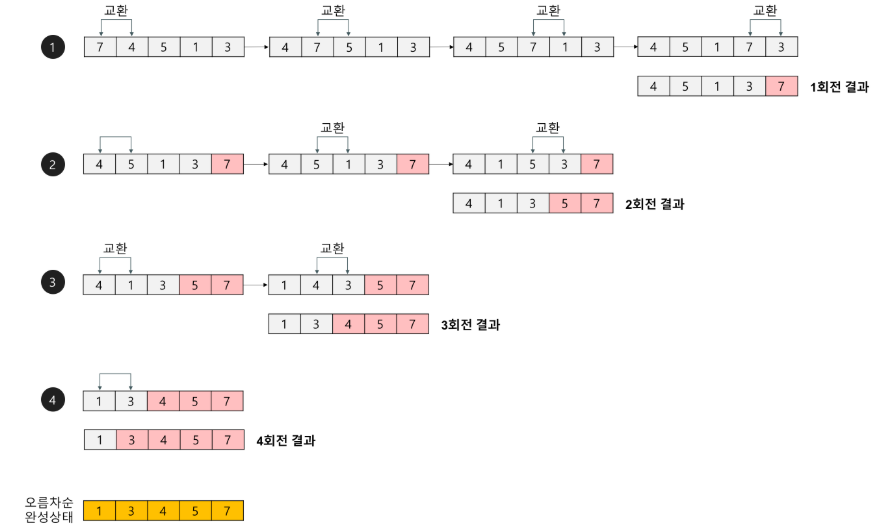 교환 교환 교환 교환
1 7 4 5 1 3 4 7 5 1 3 4 5 7 1 3 4 5 1 7 3
4 5 1 3 7 1회전 결과
교환 교환
2 4 5 1 3 7 4 5 1 3 7 4 1 5 3 7
4 1 3 5 7 2회전 결과
교환 교환
3 4 1 3 5 7 1 4 3 5 7
1 3 4 5 7 3회전 결과
4 1 3 4 5 7
1 3 4 5 7 4회전 결과
오름차순
완성상태 1 3 4 5 7